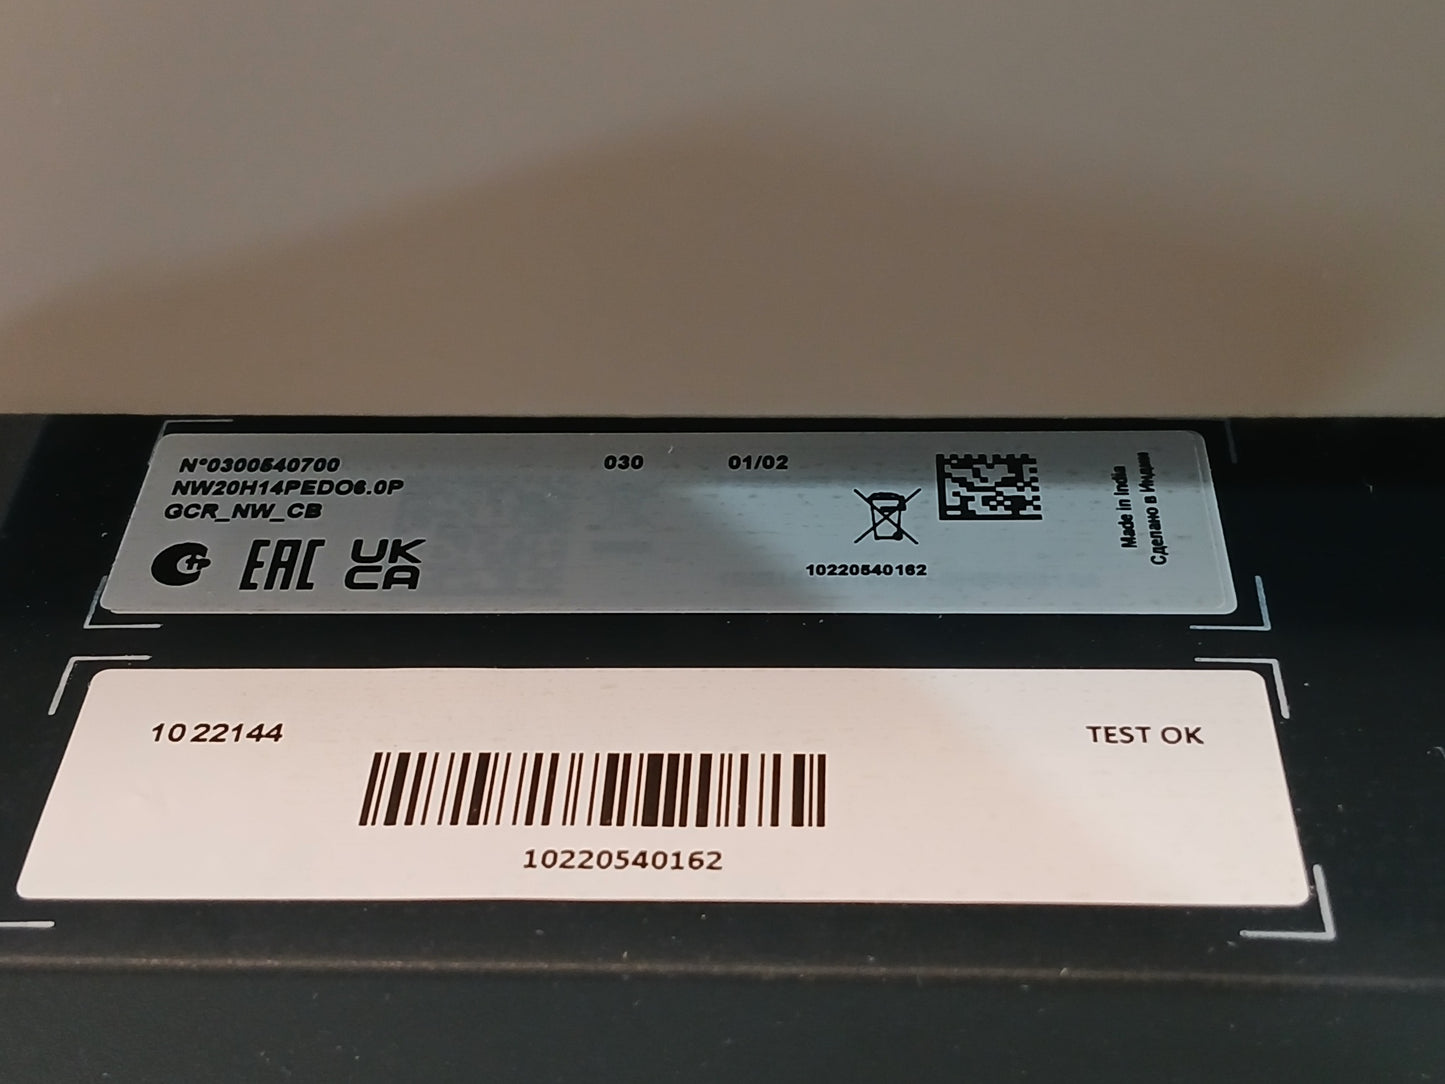 N°0300540700 030 01/02
NW20H14PEDO6.0P
GCR_NW_CB
EAC UK CA
10220540162
Made in India
Сделано в Индии
10 22144 TEST OK
10220540162